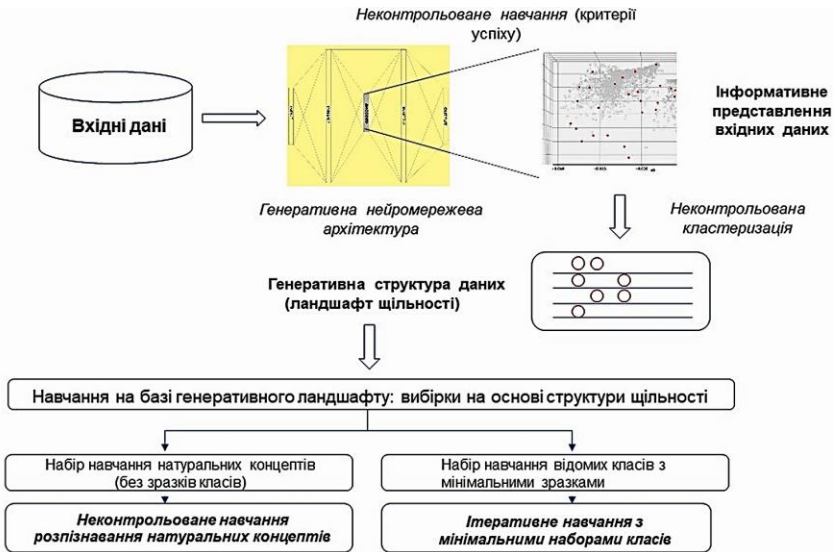 Неконтрольоване навчання (критерії
успіху)
Вхідні дані
Інформативне
представлення
вхідних даних
Генеративна нейромережева
архітектура
Неконтрольована
кластеризація
Генеративна структура даних
(ландшафт щільності)
Навчання на базі генеративного ландшафту: вибірки на основі структури щільності
Набір навчання натуральних концептів
(без зразків класів)
Набір навчання відомих класів з
мінімальними зразками
Неконтрольоване навчання
розпізнавання натуральних концептів
Ітеративне навчання з
мінімальними наборами класів